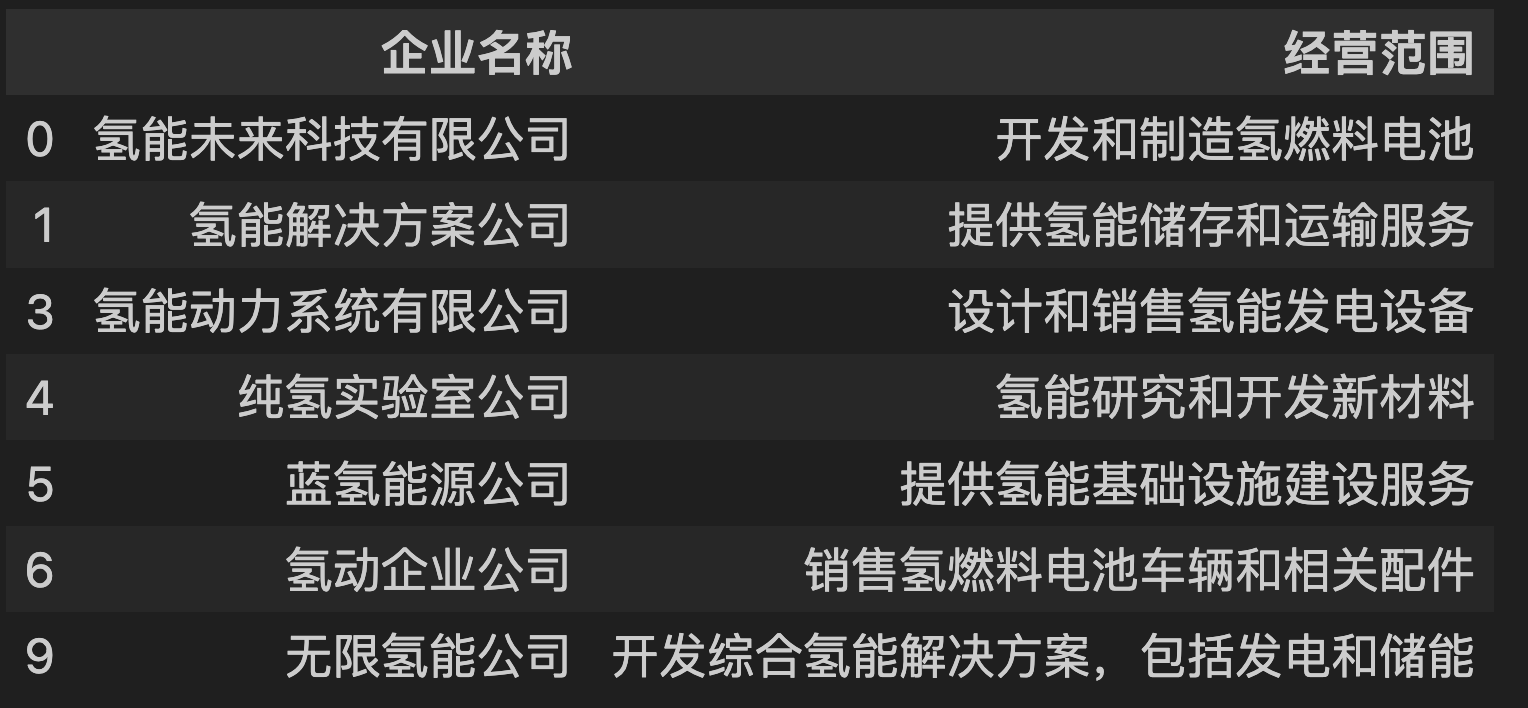 企业名称 经营范围
0 氢能未来科技有限公司 开发和制造氢燃料电池
1 氢能解决方案公司 提供氢能储存和运输服务
3 氢能动力系统有限公司 设计和销售氢能发电设备
4 纯氢实验室公司 氢能研究和开发新材料
5 蓝氢能源公司 提供氢能基础设施建设服务
6 氢动企业公司 销售氢燃料电池车辆和相关配件
9 无限氢能公司 开发综合氢能解决方案，包括发电和储能